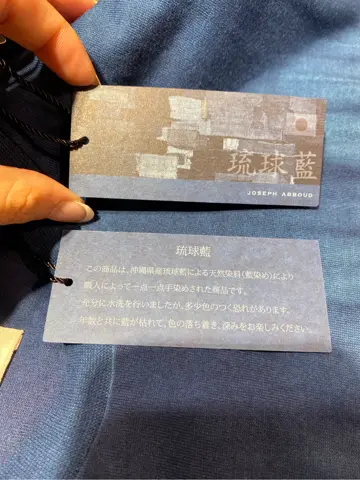 琉球藍
JOSEPH ABBOUD
琉球藍
この商品は、沖縄県産琉球藍による天然染料(藍染め)により
職人によって一点一点手染めされた商品です。
充分に水洗を行いましたが、多少色のつく恐れがあります。
年数と共に藍が枯れて、色の落ち着き、深みをお楽しみください。